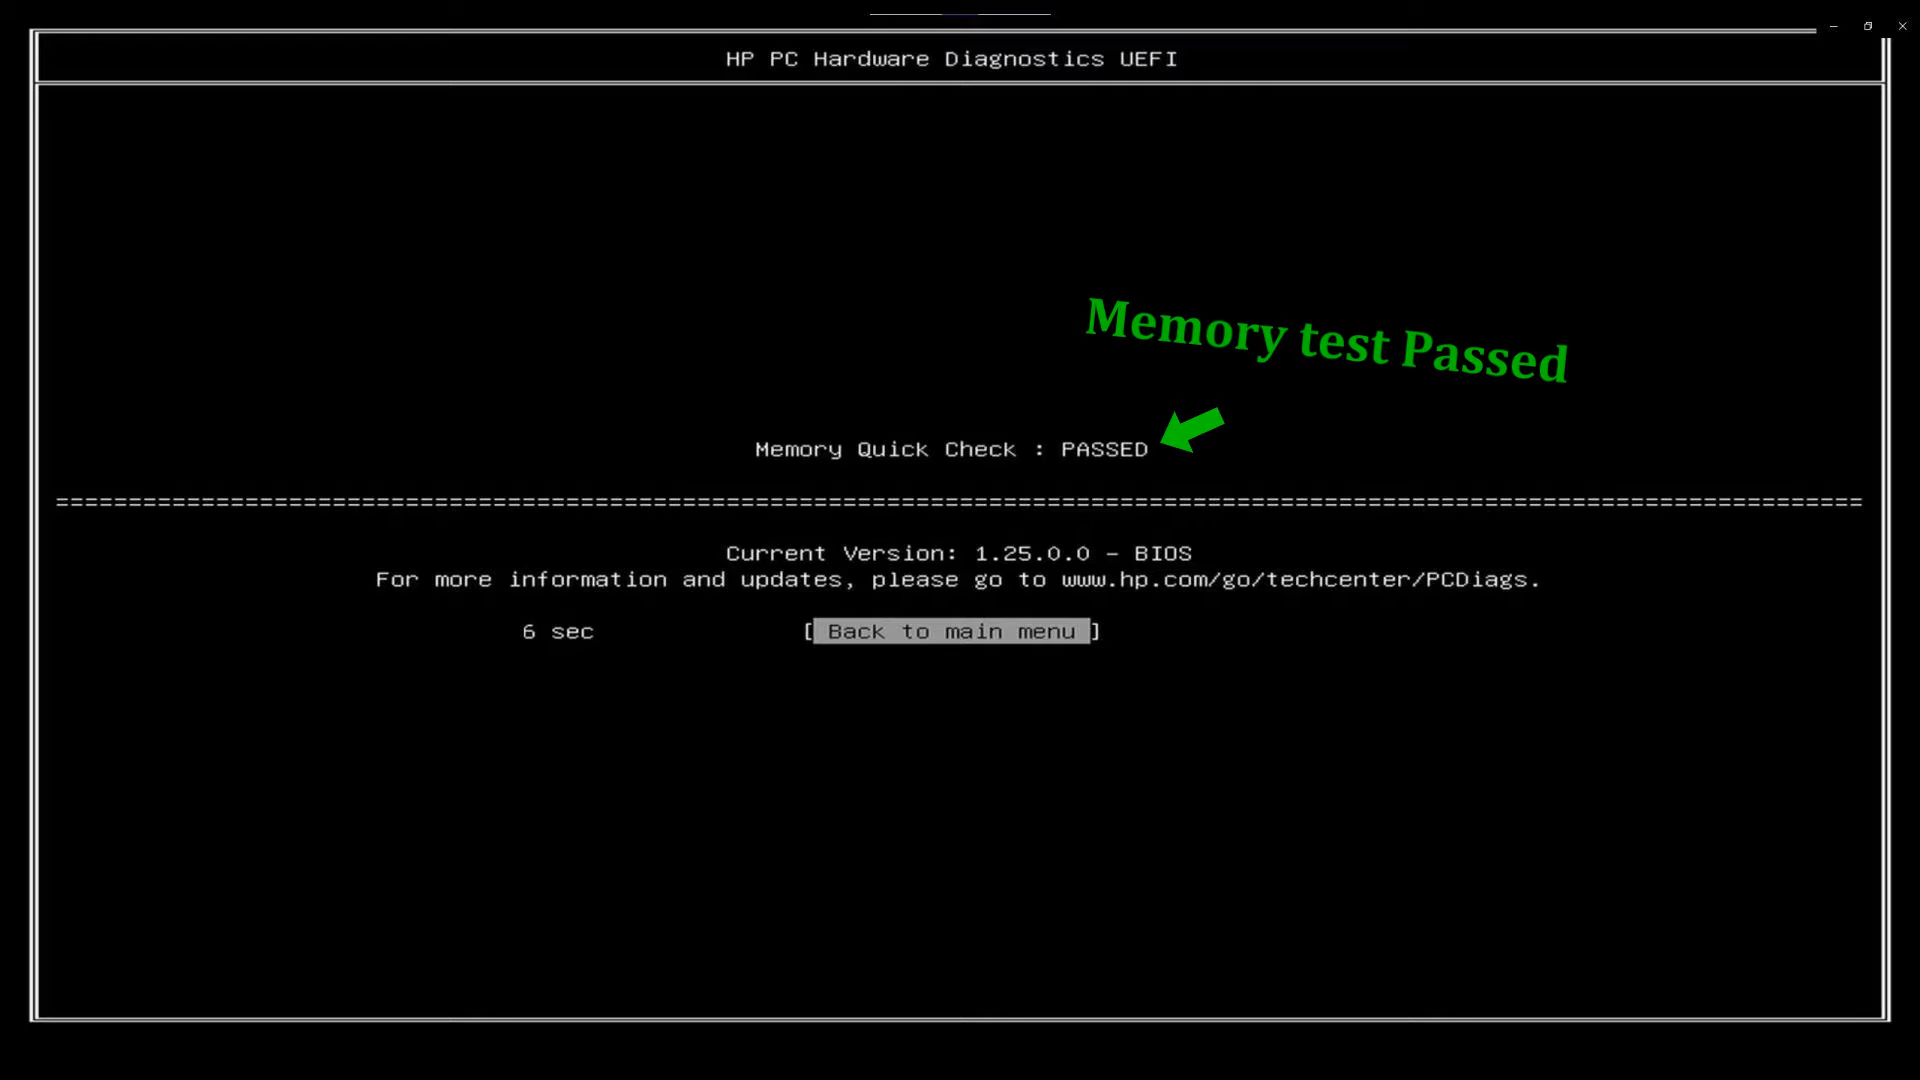 HP PC Hardware Diagnostics UEFI
Memory test Passed
Memory Quick Check : PASSED
============================================================================================================================
Current Version: 1.25.0.0 - BIOS
For more information and updates, please go to www.hp.com/go/techcenter/PCDiags.
6 sec [ Back to main menu ]